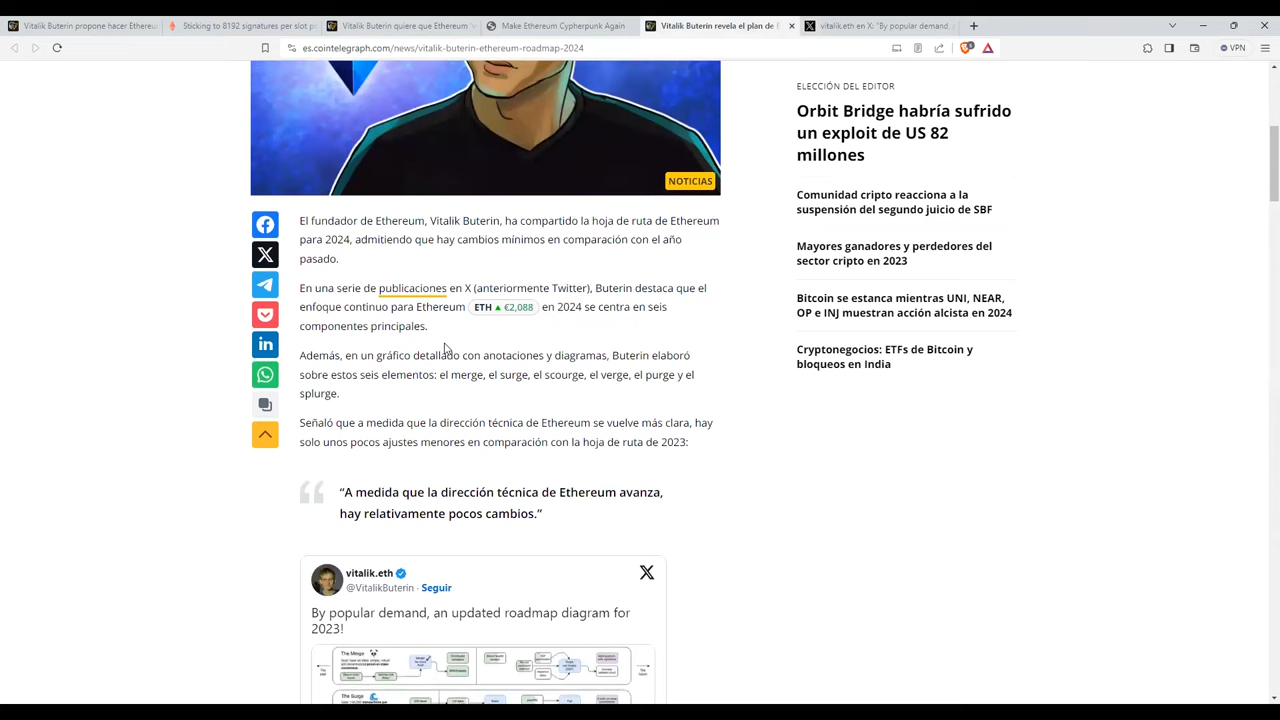 Vitalik Buterin propone hacer Ethereu
Sticking to 8192 signatures per slot p
Vitalik Buterin quiere que Ethereum "v
Make Ethereum Cypherpunk Again
Vitalik Buterin revela el plan de E
vitalik.eth en X: "By popular demand,
es.cointelegraph.com/news/vitalik-buterin-ethereum-roadmap-2024
VPN
NOTICIAS
El fundador de Ethereum, Vitalik Buterin, ha compartido la hoja de ruta de Ethereum
para 2024, admitiendo que hay cambios mínimos en comparación con el año
pasado.
En una serie de publicaciones en X (anteriormente Twitter), Buterin destaca que el
enfoque continuo para Ethereum ETH ▲ €2,088 en 2024 se centra en seis
componentes principales.
Además, en un gráfico detallado con anotaciones y diagramas, Buterin elaboró
sobre estos seis elementos: el merge, el surge, el scourge, el verge, el purge y el
splurge.
Señaló que a medida que la dirección técnica de Ethereum se vuelve más clara, hay
solo unos pocos ajustes menores en comparación con la hoja de ruta de 2023:
“A medida que la dirección técnica de Ethereum avanza,
hay relativamente pocos cambios.”
vitalik.eth
@VitalikButerin · Seguir
By popular demand, an updated roadmap diagram for
2023!
The Merge
The Surge
ELECCIÓN DEL EDITOR
Orbit Bridge habría sufrido
un exploit de US 82
millones
Comunidad cripto reacciona a la
suspensión del segundo juicio de SBF
Mayores ganadores y perdedores del
sector cripto en 2023
Bitcoin se estanca mientras UNI, NEAR,
OP e INJ muestran acción alcista en 2024
Cryptonegocios: ETFs de Bitcoin y
bloqueos en India